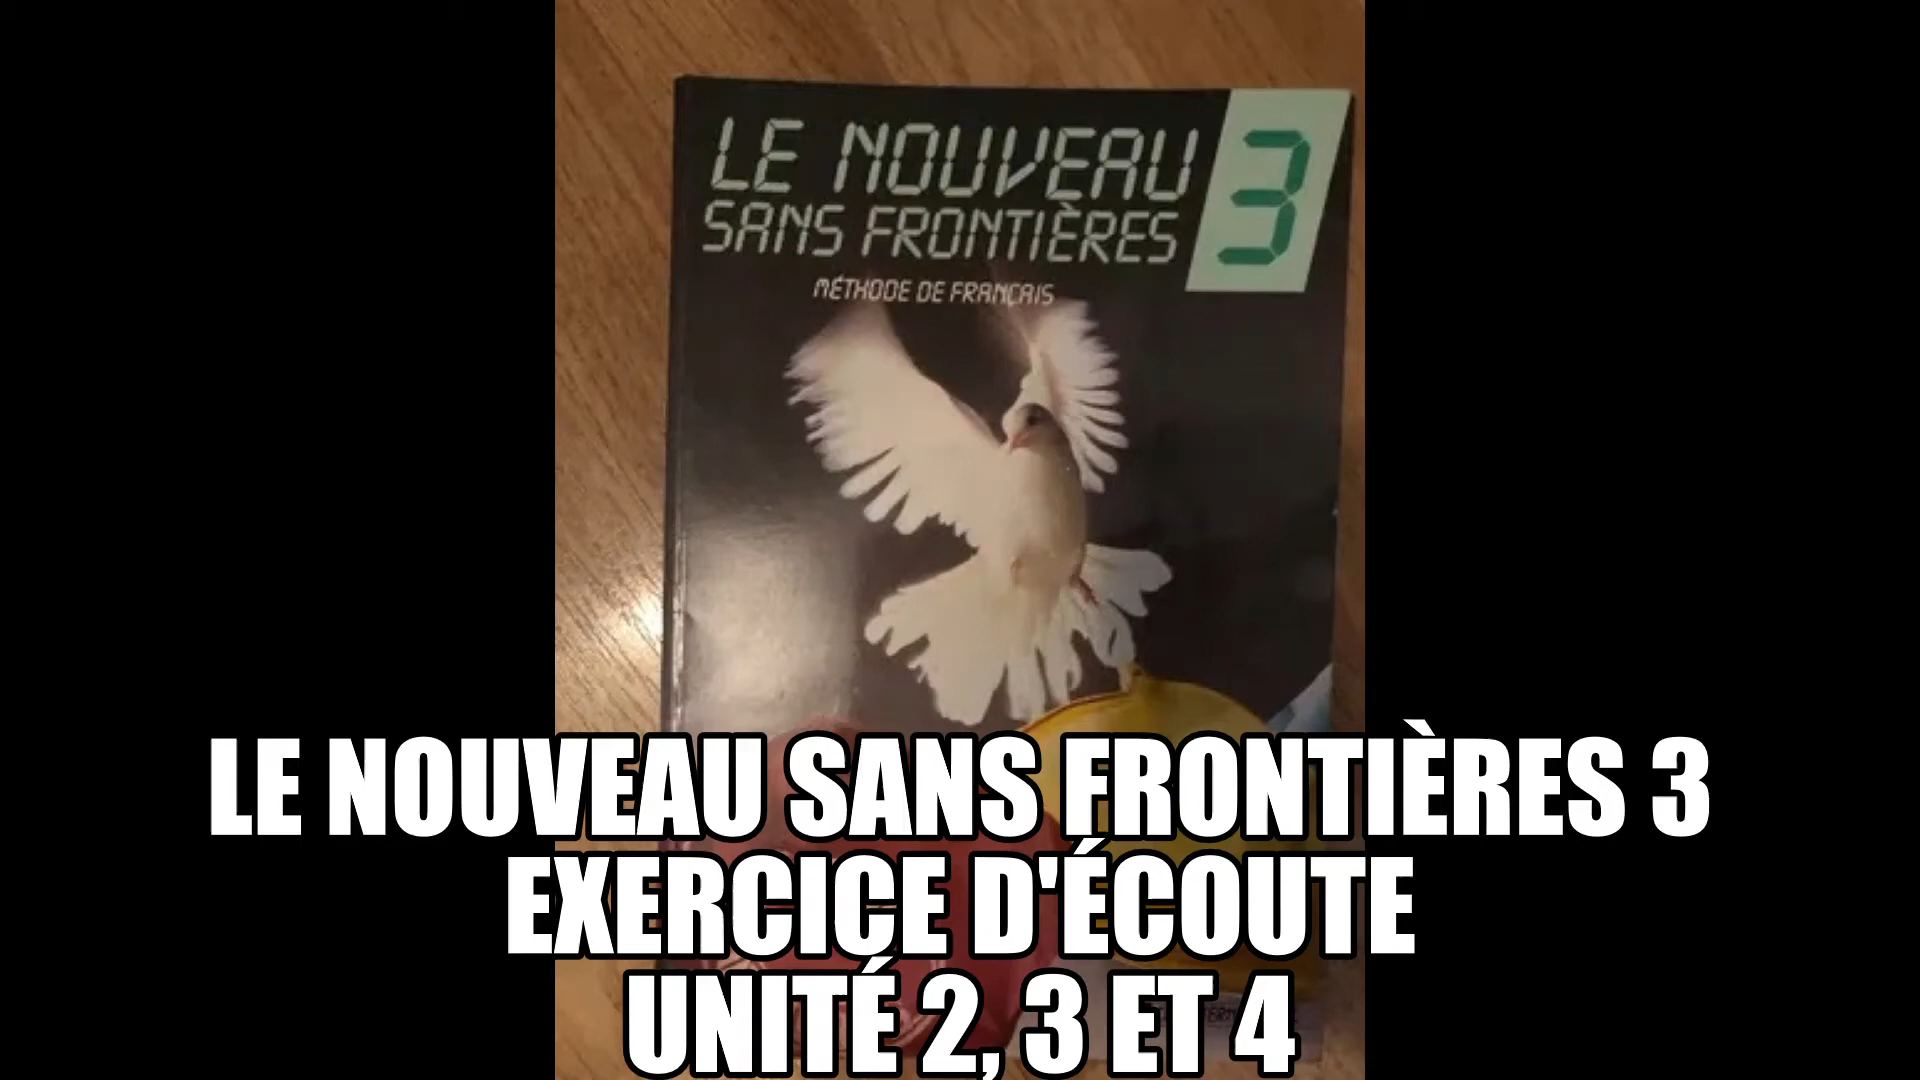 LE NOUVEAU 3
SANS FRONTIÈRES
MÉTHODE DE FRANÇAIS
LE NOUVEAU SANS FRONTIÈRES 3
EXERCICE D'ÉCOUTE
UNITÉ 2, 3 ET 4